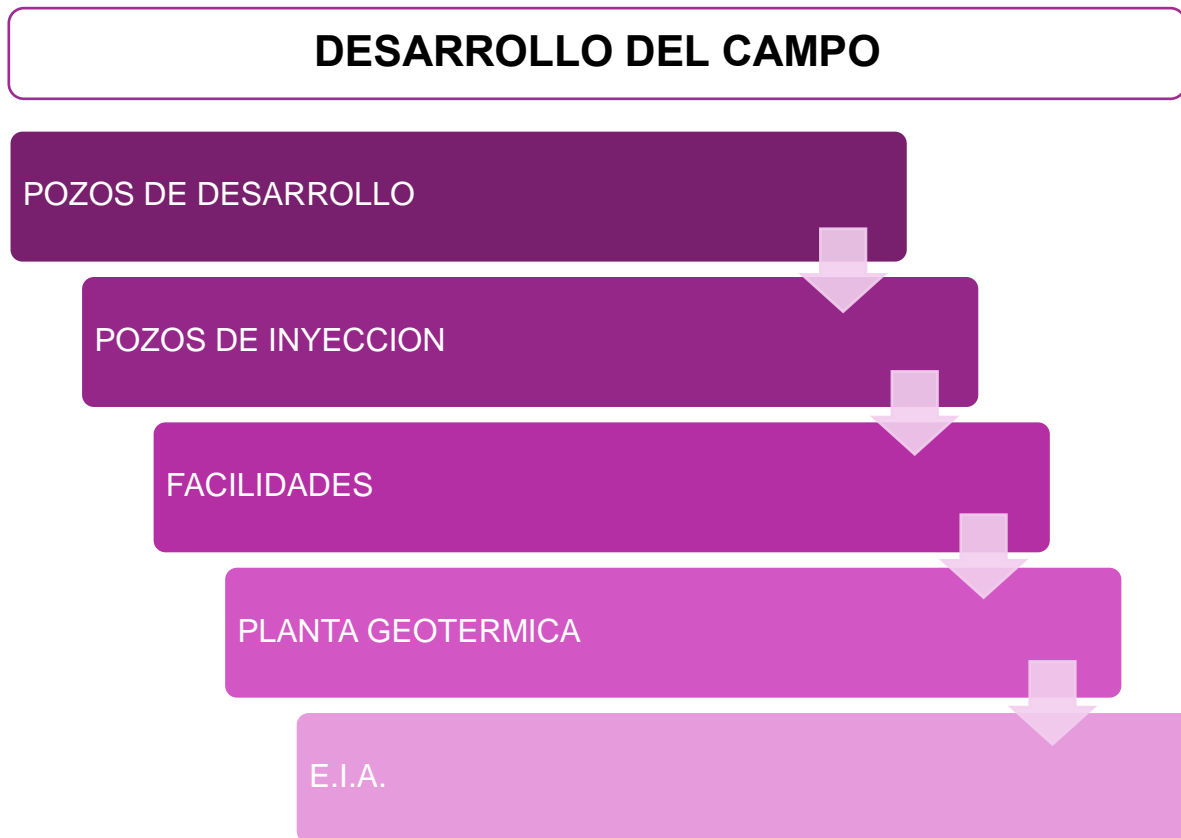 DESARROLLO DEL CAMPO
POZOS DE DESARROLLO
POZOS DE INYECCION
FACILIDADES
PLANTA GEOTERMICA
E.I.A.